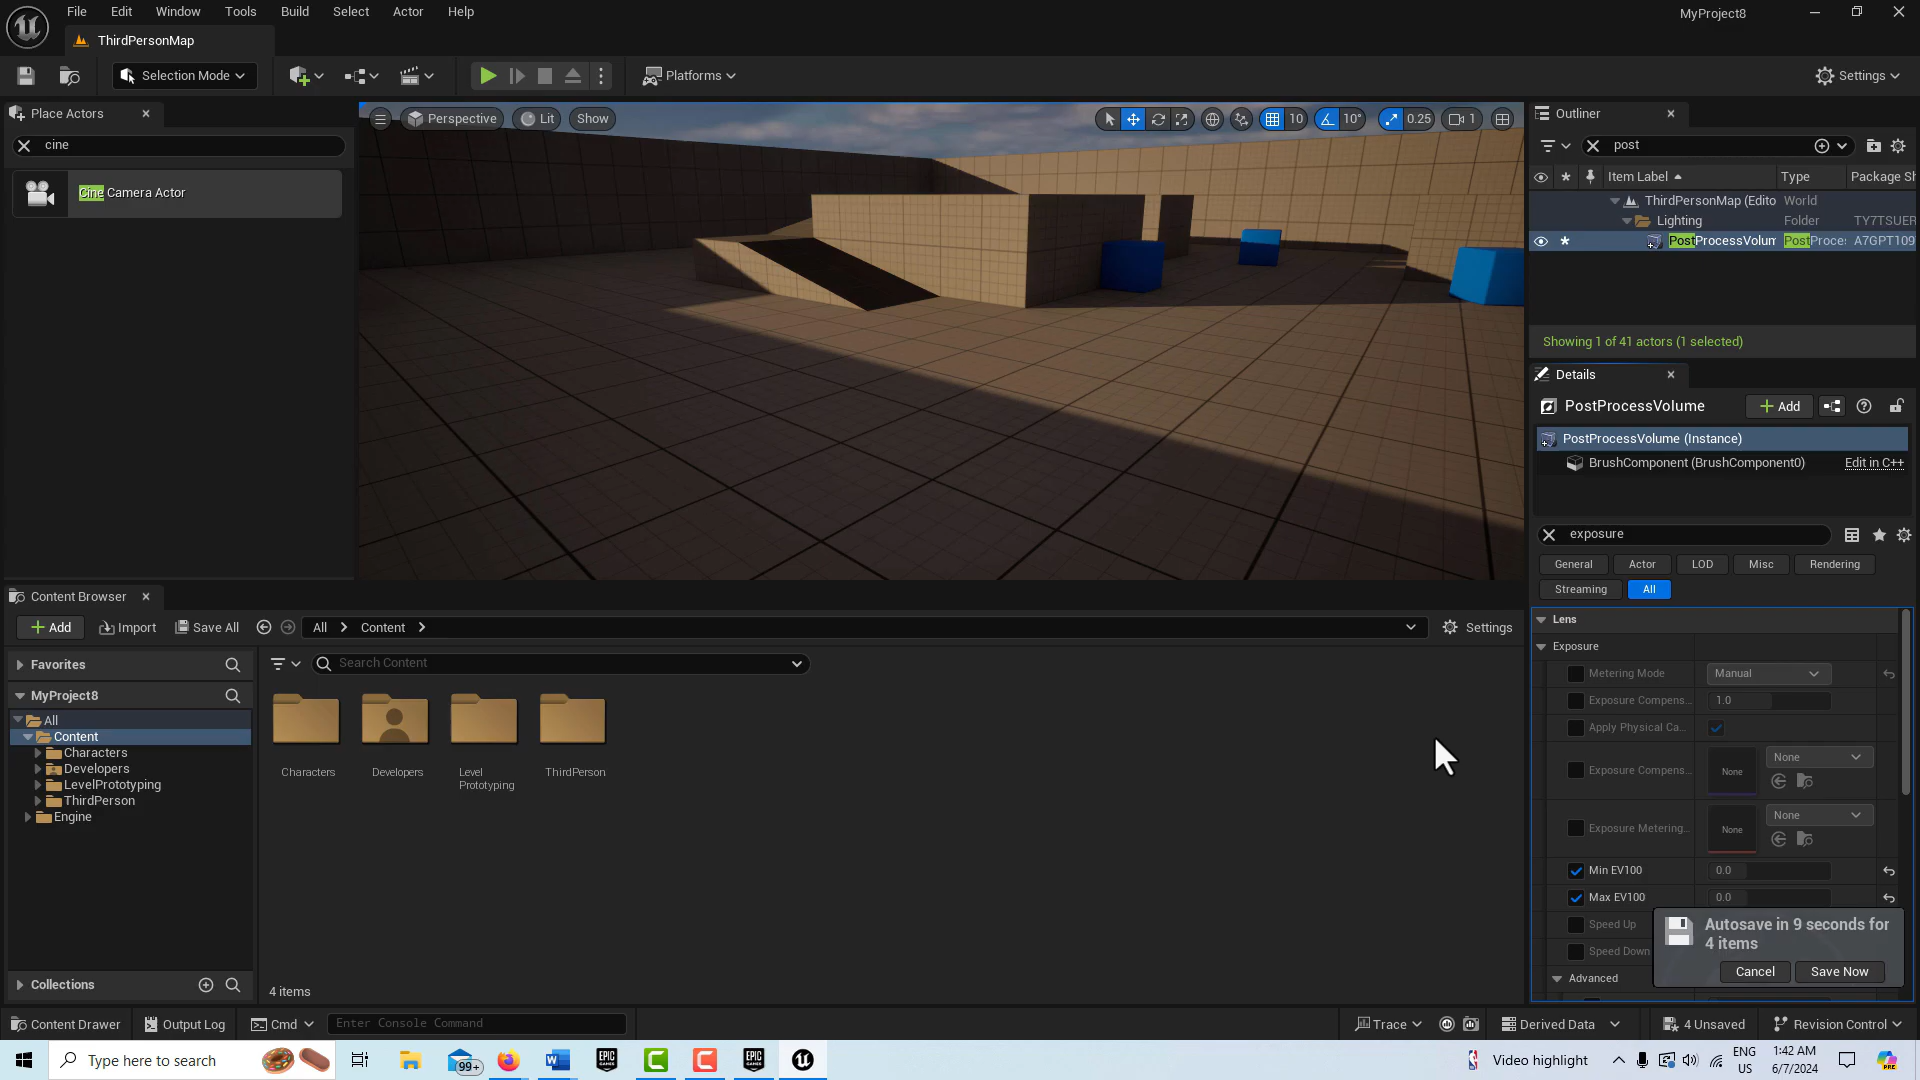 File Edit Window Tools Build Select Actor Help
MyProject8
ThirdPersonMap
Selection Mode
Platforms
Settings
Place Actors
cine
Cine Camera Actor
Perspective Lit Show
10 10° 0.25 1
Outliner
post
Item Label Type Package Sh
ThirdPersonMap (Edito World
Lighting Folder TY7TSUER
PostProcessVolum PostProces A7GPT109
Showing 1 of 41 actors (1 selected)
Details
PostProcessVolume
Add
PostProcessVolume (Instance)
BrushComponent (BrushComponent0) Edit in C++
exposure
General Actor LOD Misc Rendering
Streaming All
Lens
Exposure
Metering Mode Manual
Exposure Compens... 1.0
Apply Physical Ca...
Exposure Compens... None None
Exposure Metering... None None
Min EV100 0.0
Max EV100 0.0
Speed Up
Speed Down
Advanced
Autosave in 9 seconds for
4 items
Cancel Save Now
Content Browser
Add Import Save All All Content Settings
Favorites
Search Content
MyProject8
All
Content
Characters
Developers
LevelPrototyping
ThirdPerson
Engine
Collections
Characters Developers Level ThirdPerson
Prototyping
4 items
Content Drawer Output Log Cmd Enter Console Command
Trace Derived Data 4 Unsaved Revision Control
Type here to search
99+
EPIC GAMES
EPIC GAMES
Video highlight
ENG
US
1:42 AM
6/7/2024
PRE